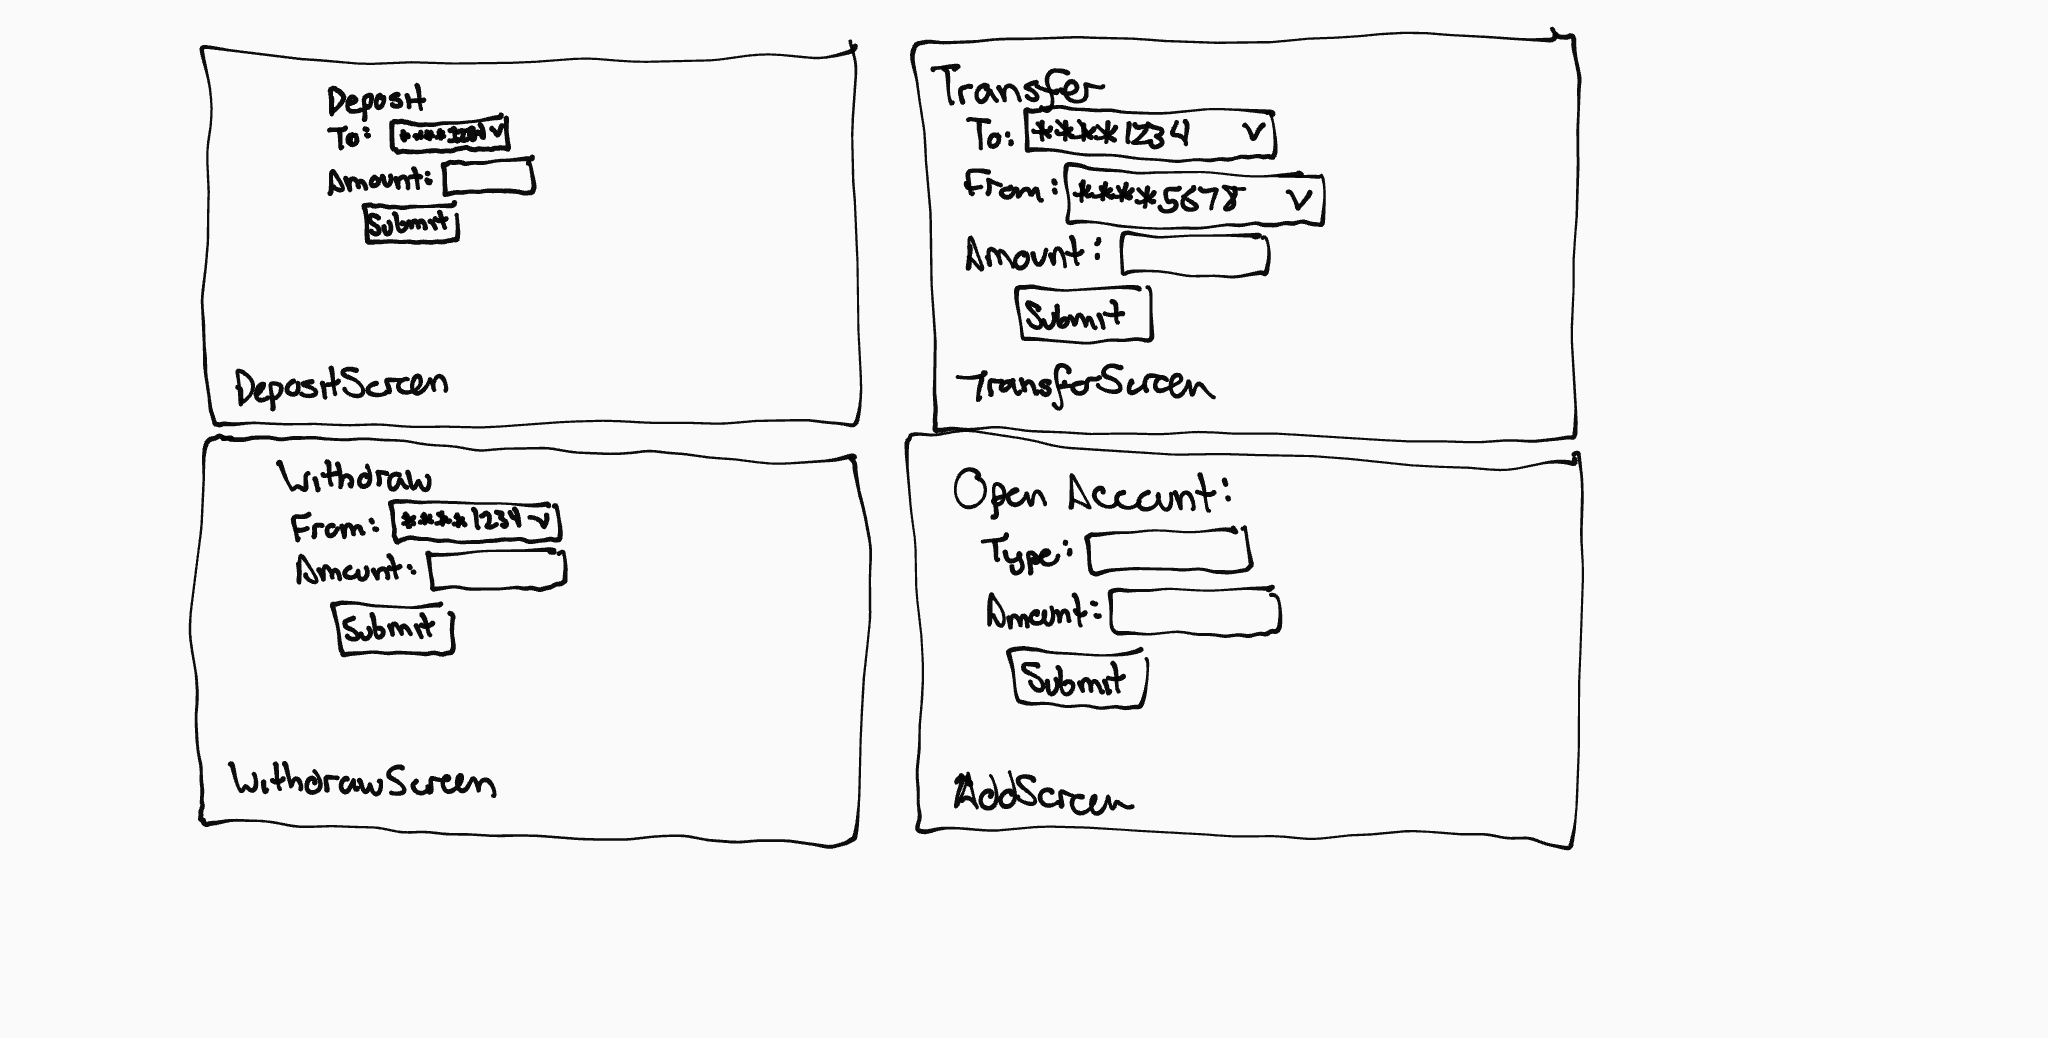 Deposit
To: ****1234 v
Amount:
Submit
DepositScreen
Transfer
To: ****1234 v
From: ****5678 v
Amount:
Submit
TransferScreen
Withdraw
From: ****1234 v
Amount:
Submit
WithdrawScreen
Open Account:
Type:
Amount:
Submit
AddScreen